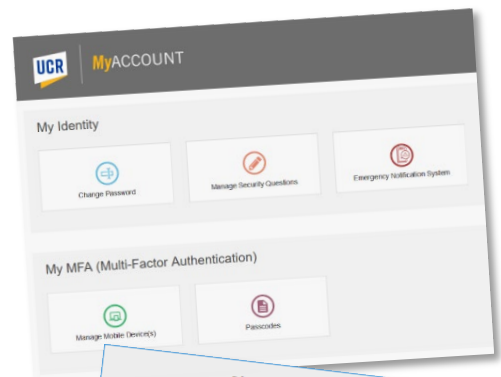 UCR MyACCOUNT
My Identity
Change Password
Manage Security Questions
Emergency Notification System
My MFA (Multi-Factor Authentication)
Manage Mobile Device(s)
Passcodes